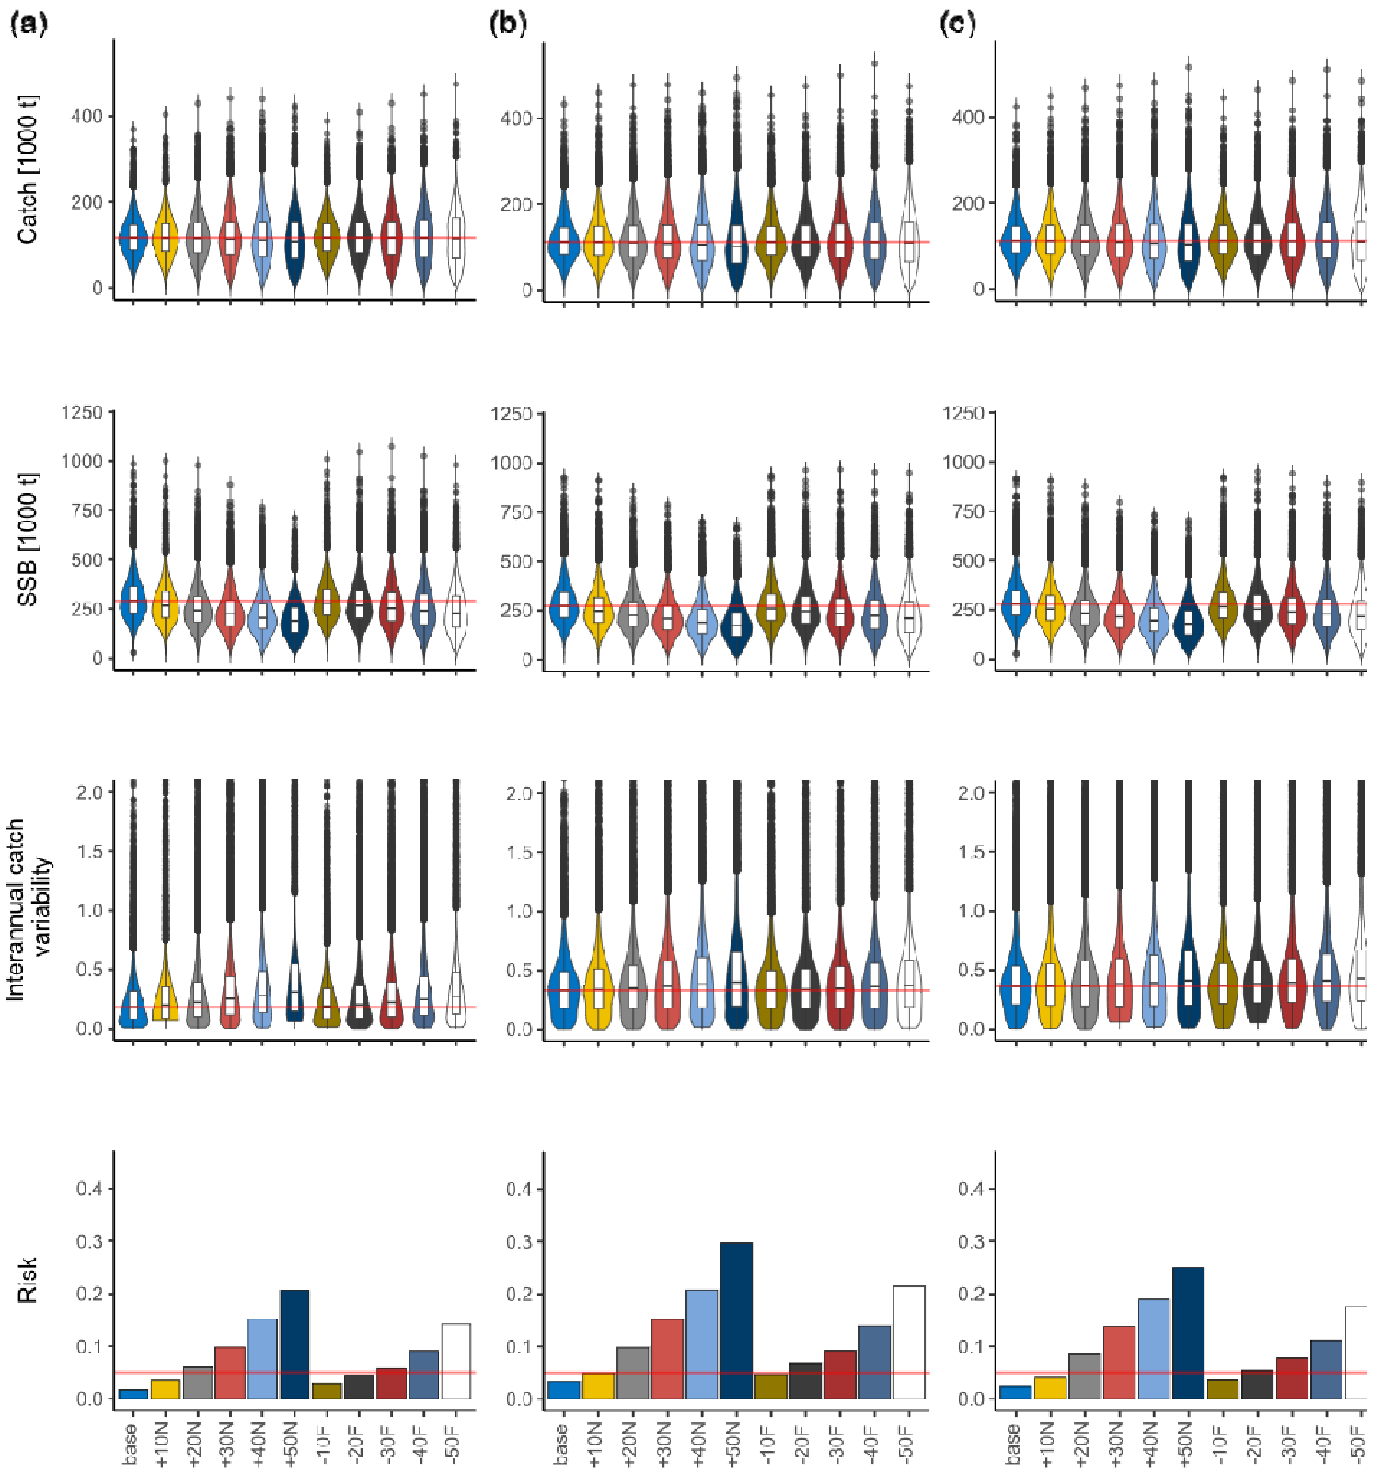 (a) (b) (c)
Catch [1000 t]
400 400 400
200 200 200
0 0 0
SSB [1000 t]
1250 1250 1250
1000 1000 1000
750 750 750
500 500 500
250 250 250
0 0 0
Interannual catch
variability
2.0 2.0 2.0
1.5 1.5 1.5
1.0 1.0 1.0
0.5 0.5 0.5
0.0 0.0 0.0
Risk
0.4 0.4 0.4
0.3 0.3 0.3
0.2 0.2 0.2
0.1 0.1 0.1
0.0 0.0 0.0
base +10N +20N +30N +40N +50N -10F -20F -30F -40F -50F base +10N +20N +30N +40N +50N -10F -20F -30F -40F -50F base +10N +20N +30N +40N +50N -10F -20F -30F -40F -50F